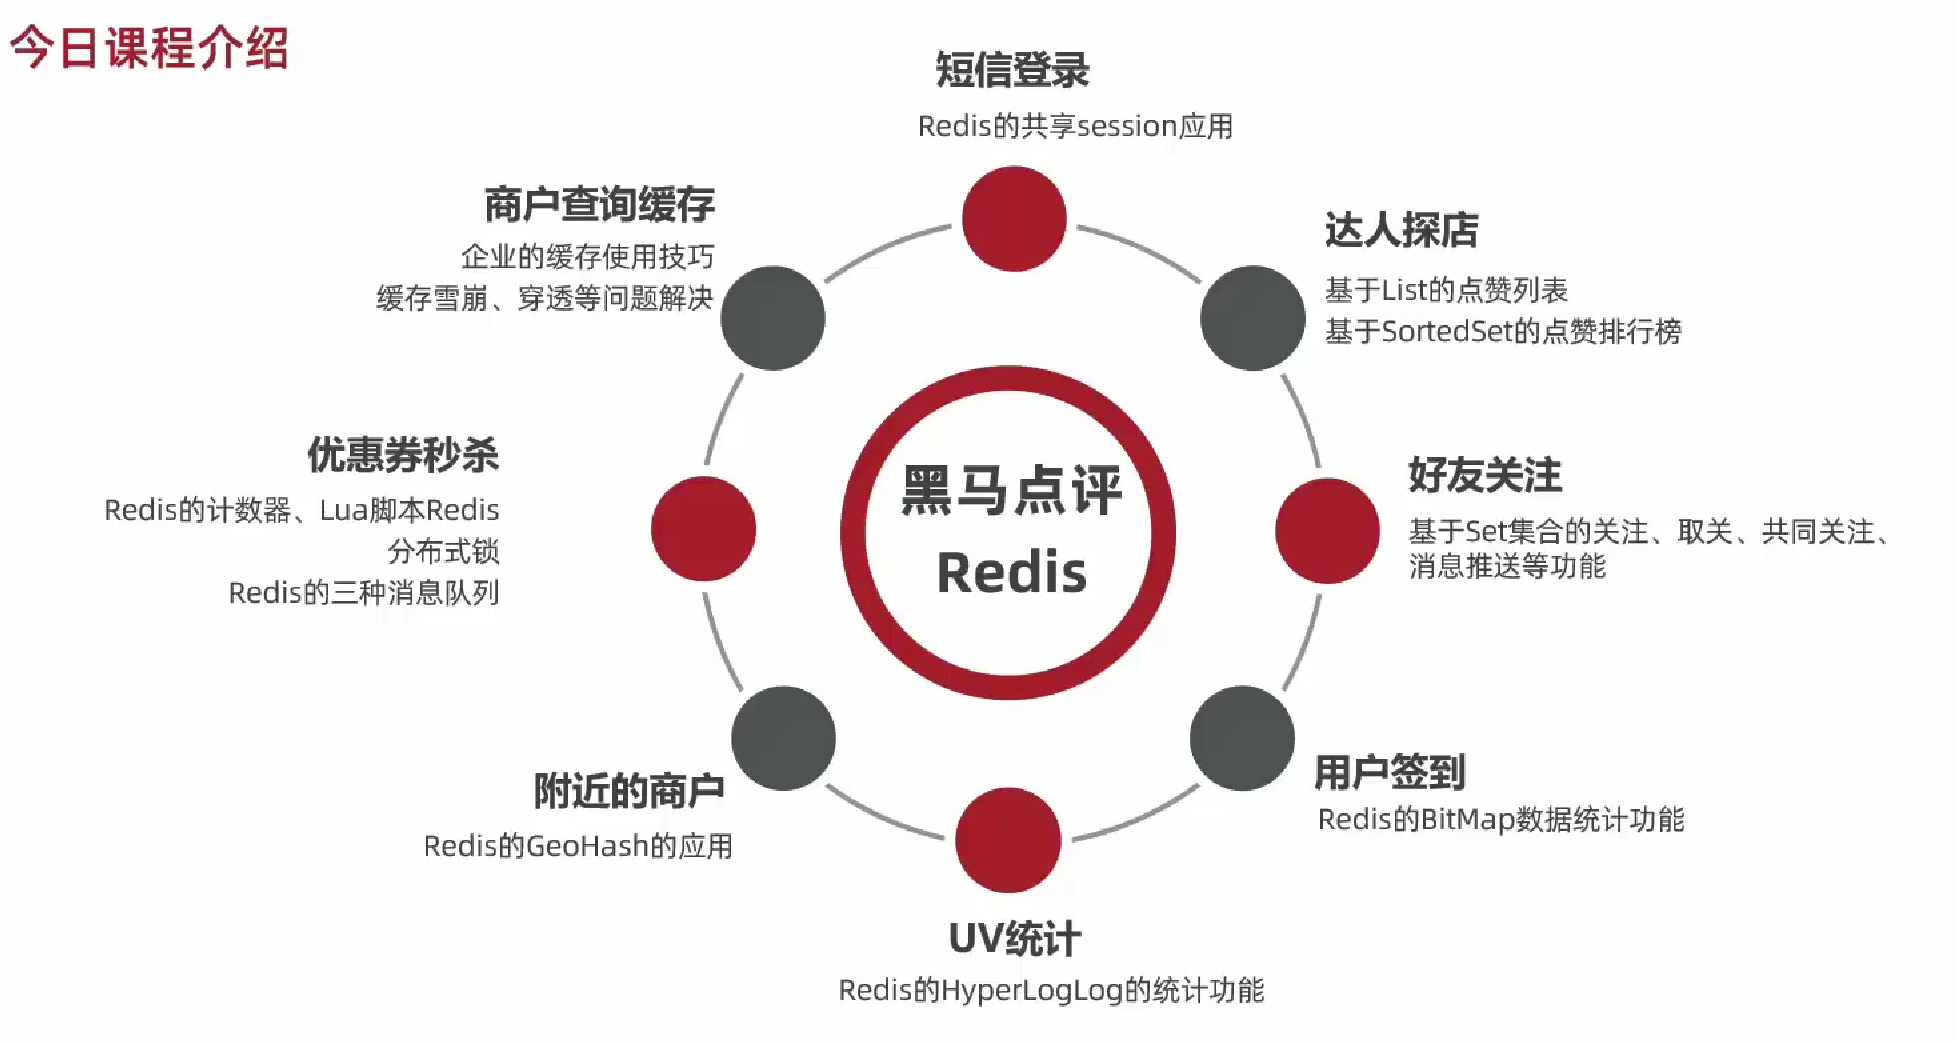 今日课程介绍
短信登录
Redis的共享session应用
商户查询缓存
企业的缓存使用技巧
缓存雪崩、穿透等问题解决
达人探店
基于List的点赞列表
基于SortedSet的点赞排行榜
优惠券秒杀
Redis的计数器、Lua脚本Redis
分布式锁
Redis的三种消息队列
黑马点评
Redis
好友关注
基于Set集合的关注、取关、共同关注、
消息推送等功能
附近的商户
Redis的GeoHash的应用
用户签到
Redis的BitMap数据统计功能
UV统计
Redis的HyperLogLog的统计功能